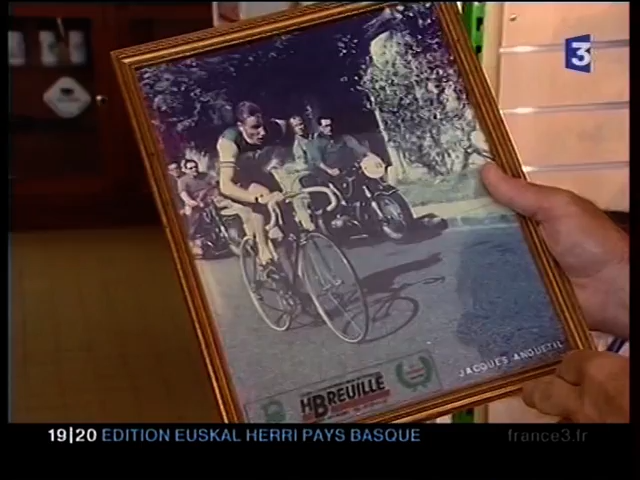 3
JACQUES ANQUETIL
HBREUILLE
19|20 EDITION EUSKAL HERRI PAYS BASQUE
france3.fr